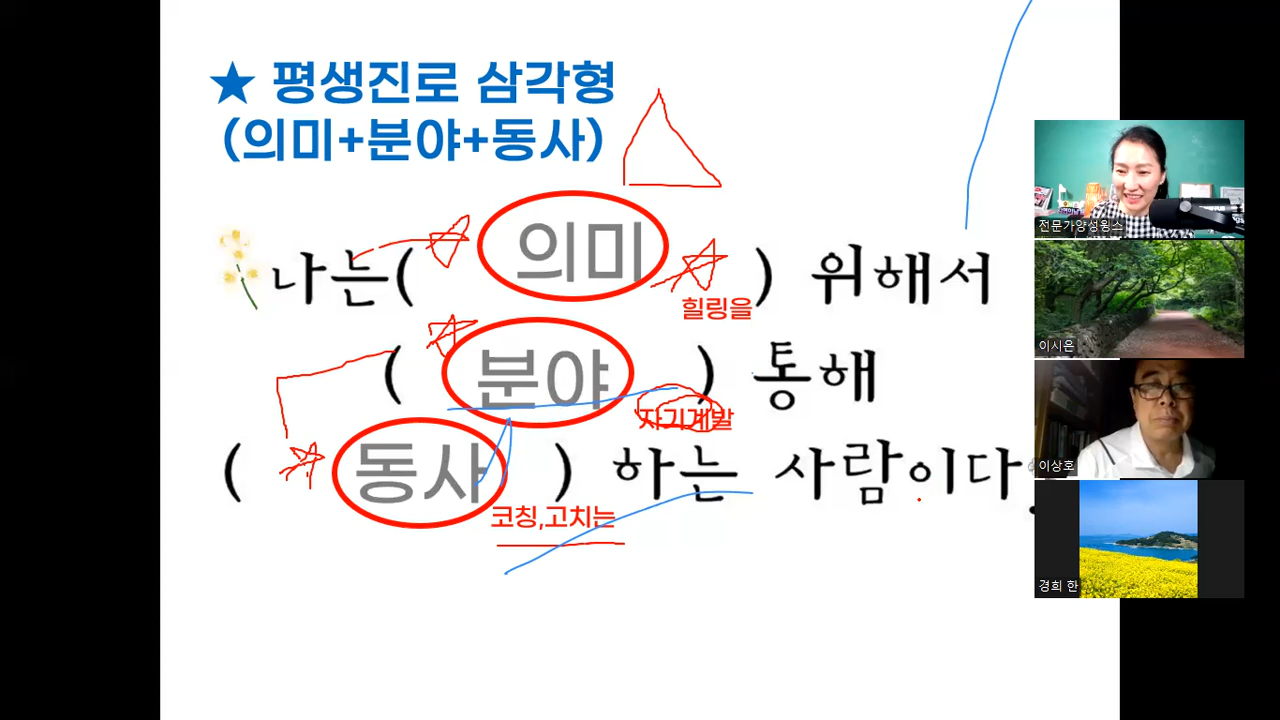 ★ 평생진로 삼각형
(의미+분야+동사)
나는( 의미 ) 위해서
힐링을
( 분야 ) 통해
자기계발
( 동사 ) 하는 사람이다.
코칭,고치는
전문가양성윙스
이시은
이상호
경희 한